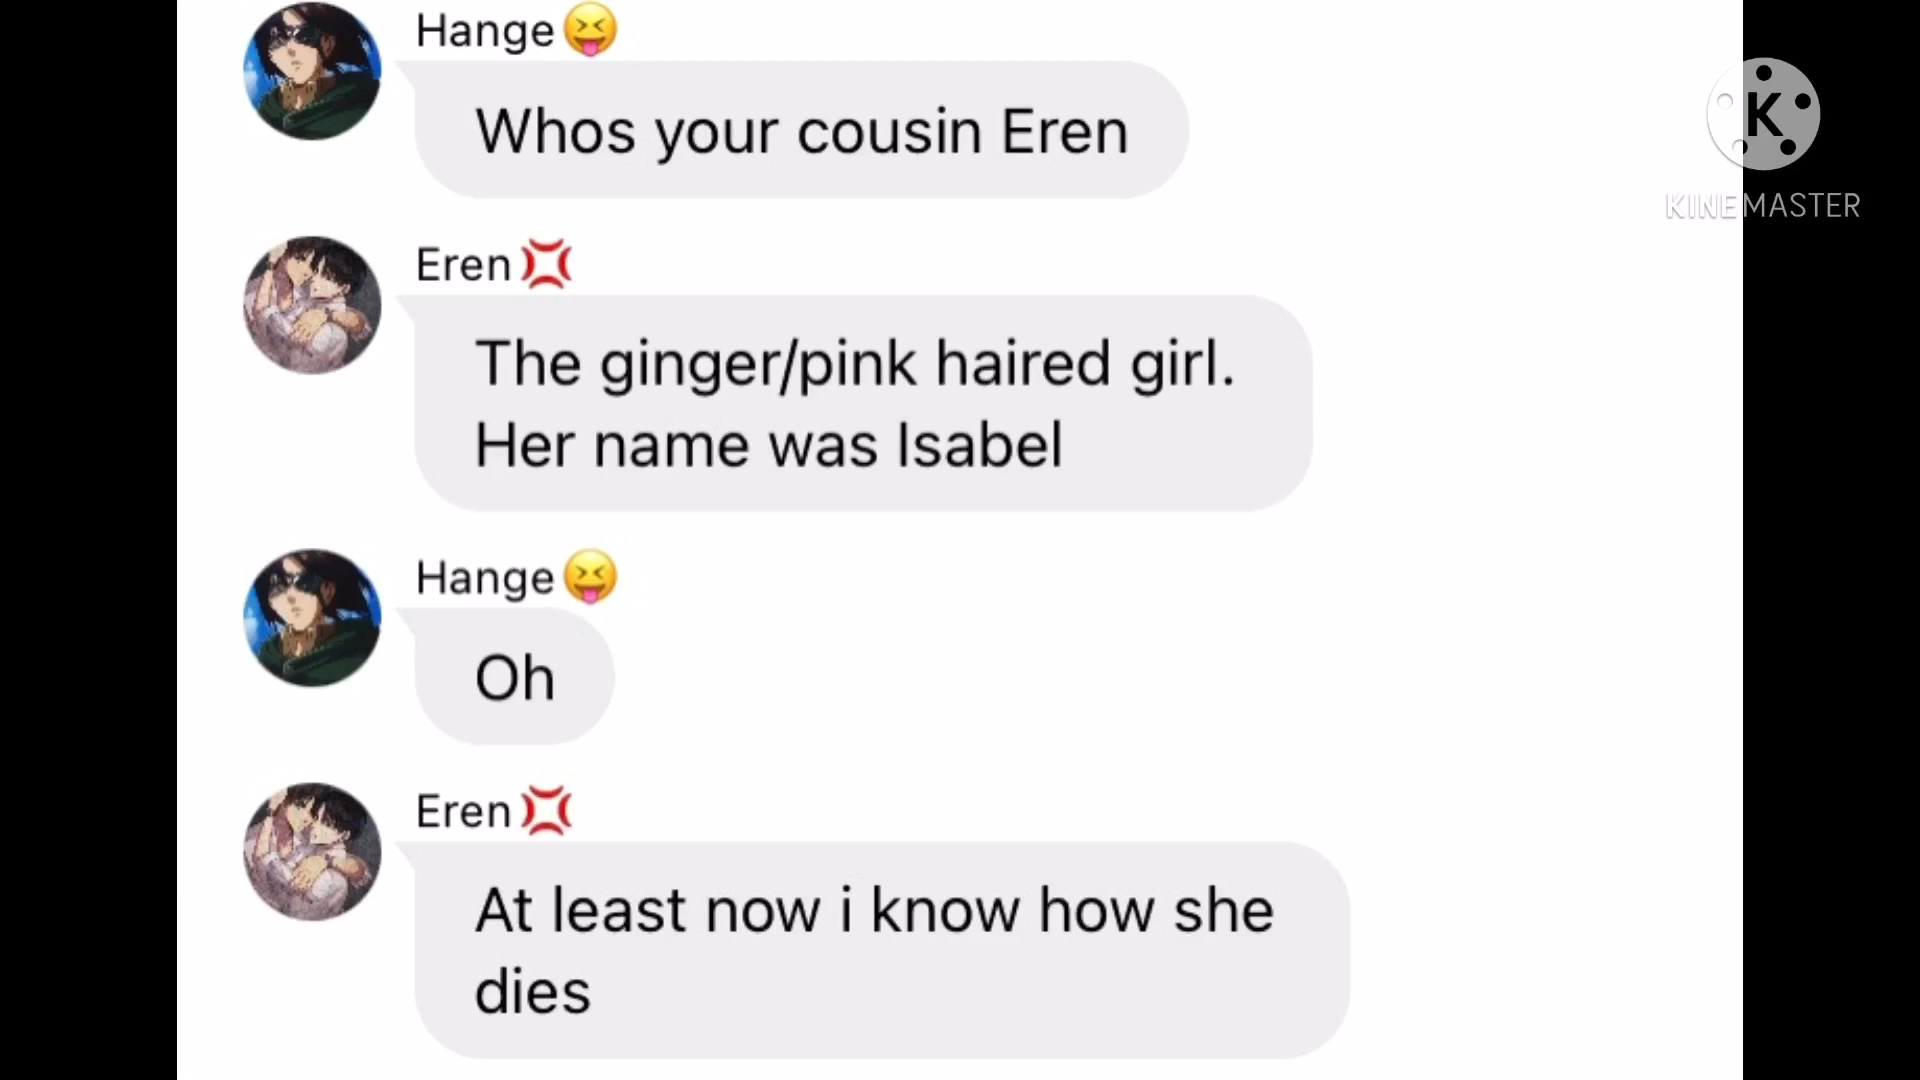 Hange😝
Whos your cousin Eren
KINEMASTER
Eren💢
The ginger/pink haired girl.
Her name was Isabel
Hange😝
Oh
Eren💢
At least now i know how she
dies